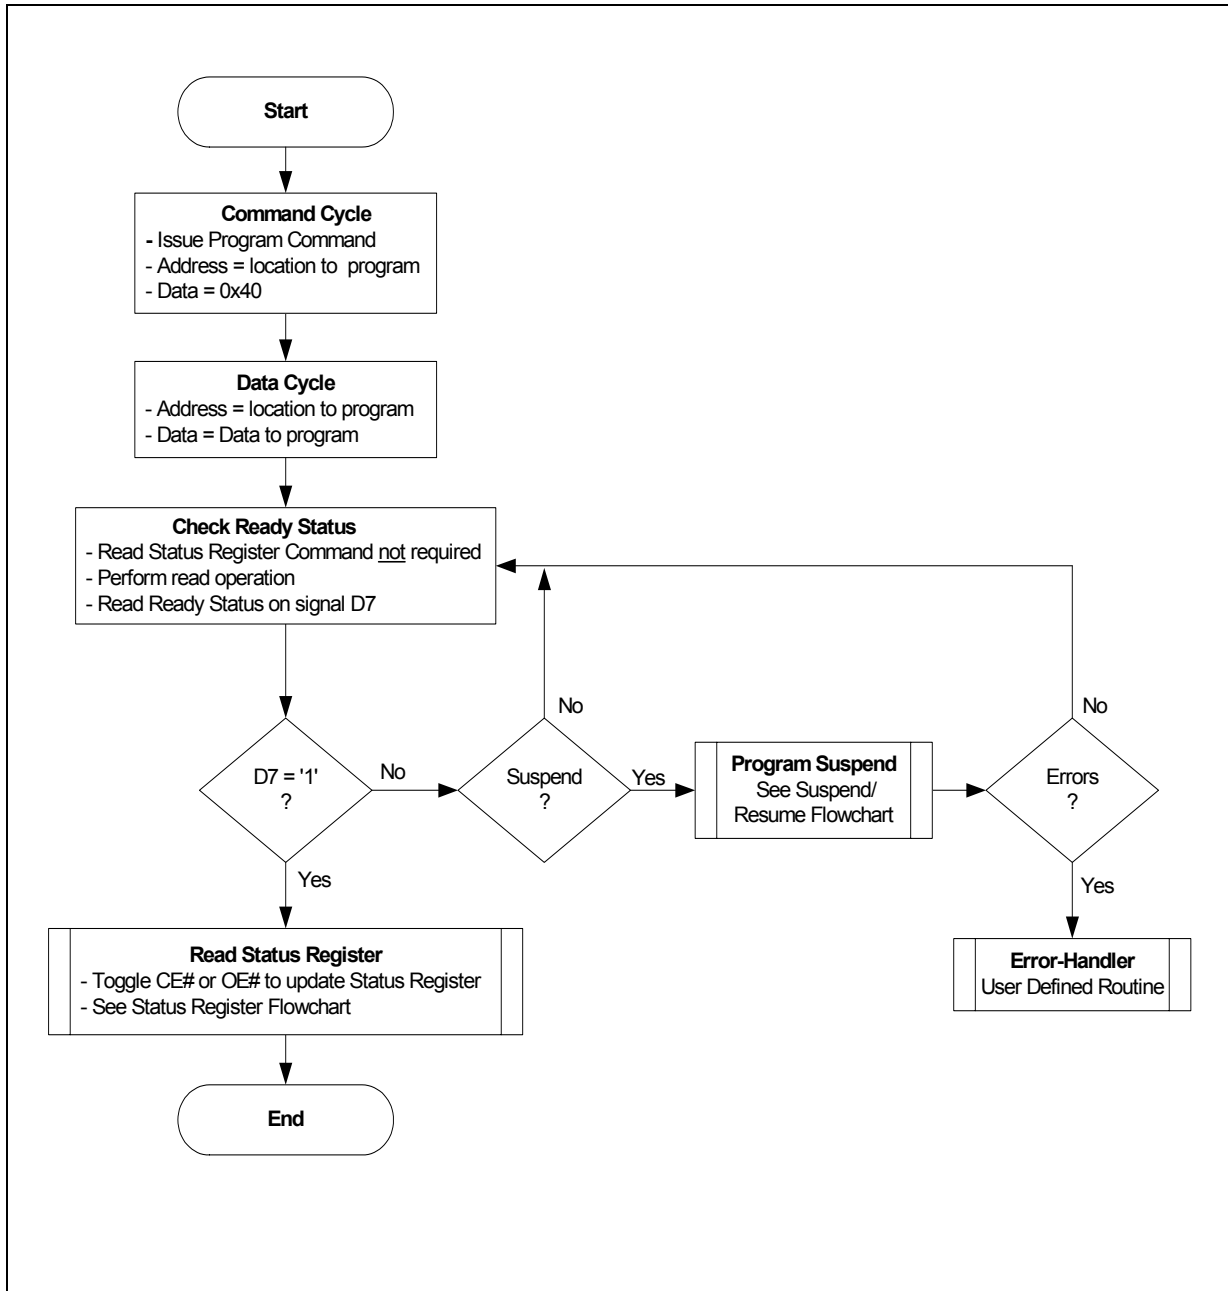 Start
Command Cycle
- Issue Program Command
- Address = location to program
- Data = 0x40
Data Cycle
- Address = location to program
- Data = Data to program
Check Ready Status
- Read Status Register Command not required
- Perform read operation
- Read Ready Status on signal D7
D7 = '1'
?
No
Yes
Suspend
?
No
Yes
Program Suspend
See Suspend/
Resume Flowchart
Errors
?
No
Yes
Error-Handler
User Defined Routine
Read Status Register
- Toggle CE# or OE# to update Status Register
- See Status Register Flowchart
End